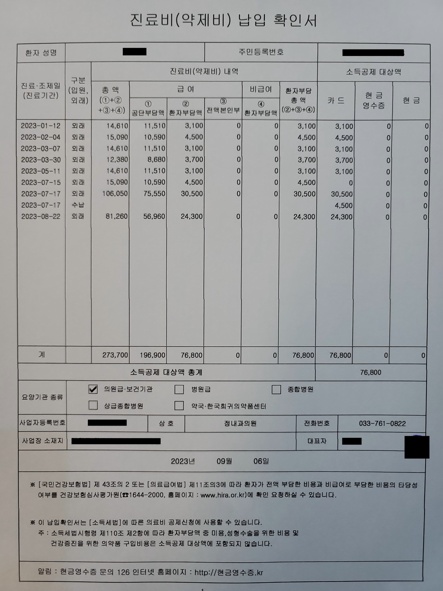 진료비(약제비) 납입 확인서
환자 성명 주민등록번호
진료·조제일 (진료기간) 구분 (입원, 외래) 진료비(약제비) 내역 소득공제 대상액
총 액 (①+② +③+④) 급 여 비급여 환자부담 총 액 (②+③+④) 카 드 현 금 영수증 현 금
① 공단부담액 ② 환자부담액 ③ 전액본인부 ④ 환자부담액
2023-01-12 외래 14,610 11,510 3,100 0 0 3,100 3,100 0 0
2023-02-04 외래 15,090 10,590 4,500 0 0 4,500 4,500 0 0
2023-03-07 외래 14,610 11,510 3,100 0 0 3,100 3,100 0 0
2023-03-30 외래 12,380 8,680 3,700 0 0 3,700 3,700 0 0
2023-05-11 외래 14,610 11,510 3,100 0 0 3,100 3,100 0 0
2023-07-15 외래 15,090 10,590 4,500 0 0 4,500 0 0 0
2023-07-17 외래 106,050 75,550 30,500 0 0 30,500 30,500 0 0
2023-07-17 수납 4,500 0 0
2023-08-22 외래 81,260 56,960 24,300 0 0 24,300 24,300 0 0
계 273,700 196,900 76,800 0 0 76,800 76,800 0 0
소득공제 대상액 총계 76,800
요양기관 종류 의원급·보건기관 병원급 종합병원
상급종합병원 약국·한국희귀의약품센터
사업자등록번호 상 호 참내과의원 전화번호 033-761-0822
사업장 소재지 대표자
2023년 09월 06일
※ [국민건강보험법] 제 43조의 2 또는 [의료급여법] 제11조의3에 따라 환자가 전액 부담한 비용과 비급여로 부담한 비용의 타당성
여부를 건강보험심사평가원(☎1644-2000, 홈페이지 : www.hira.or.kr)에 확인 요청하실 수 있습니다.
※ 이 납입확인서는 [소득세법]에 따른 의료비 공제신청에 사용할 수 있습니다.
주 : 소득세법시행령 제110조 제2항에 따라 환자부담액 중 미용,성형수술을 위한 비용 및
건강증진을 위한 의약품 구입비용은 소득공제 대상액에 포함되지 않습니다.
알림 : 현금영수증 문의 126 인터넷 홈페이지 : http://현금영수증.kr